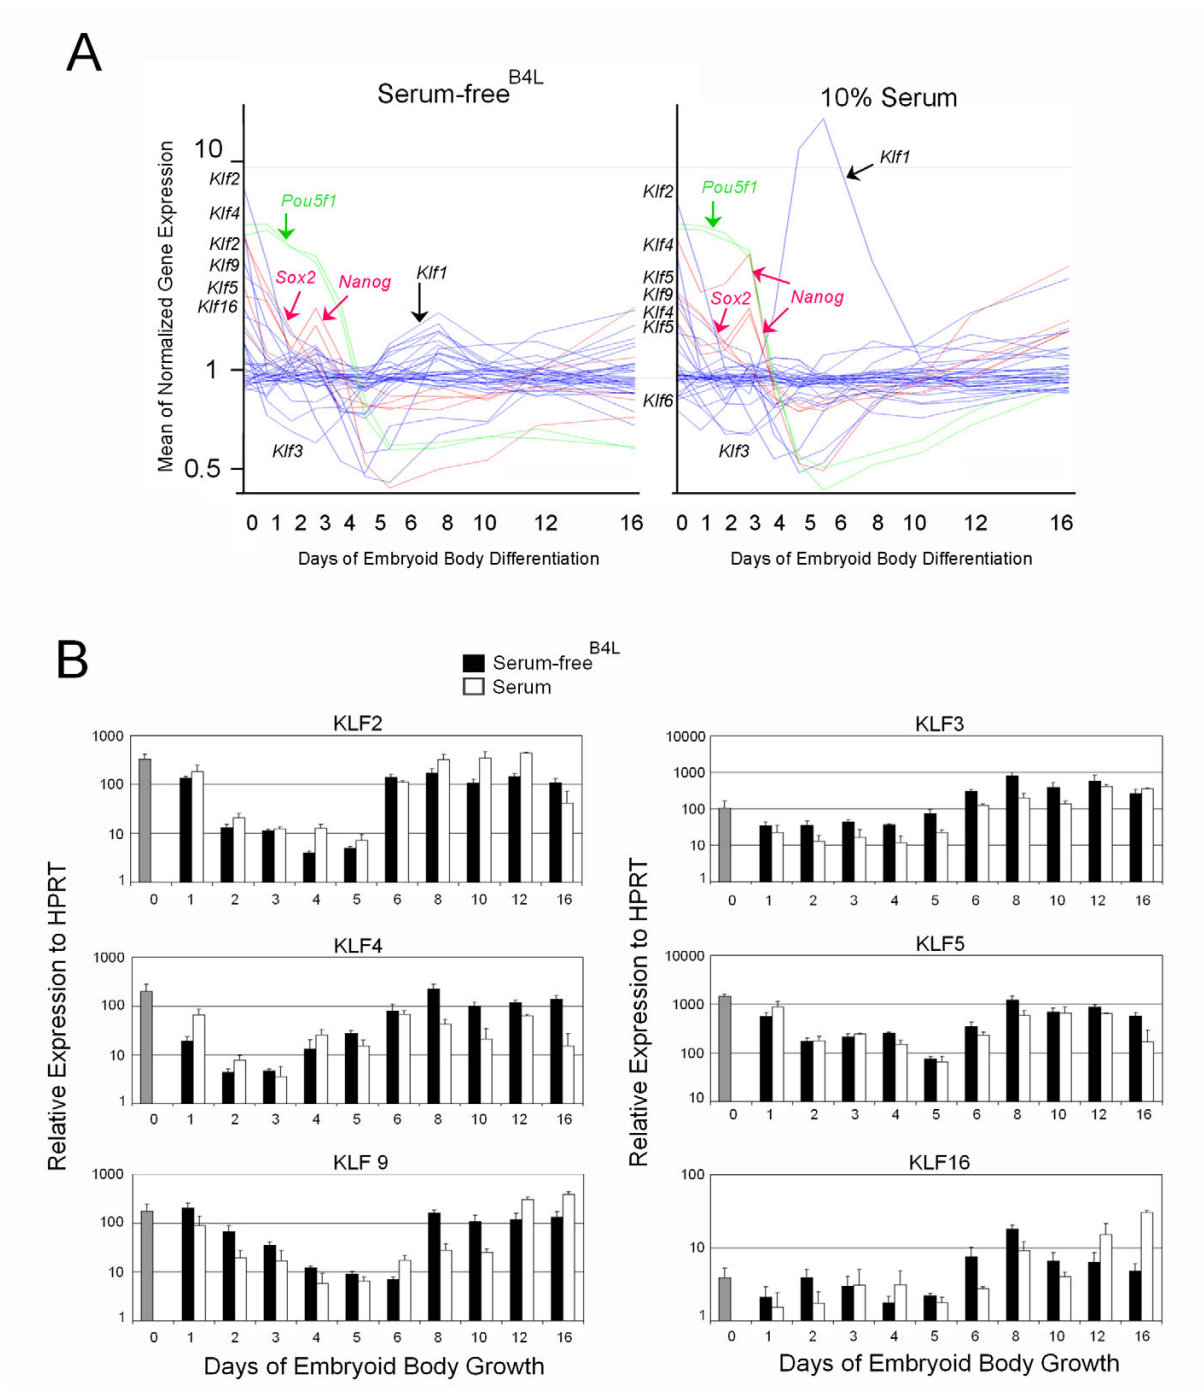 A
Serum-free B4L
10% Serum
Mean of Normalized Gene Expression
10
1
0.5
Klf2
Klf4
Klf2
Klf9
Klf5
Klf16
Pou5f1
Sox2
Nanog
Klf1
Klf3
Klf2
Klf4
Klf5
Klf9
Klf4
Klf5
Klf6
Pou5f1
Sox2
Nanog
Klf1
Klf3
0 1 2 3 4 5 6 8 10 12 16
0 1 2 3 4 5 6 8 10 12 16
Days of Embryoid Body Differentiation
Days of Embryoid Body Differentiation
B
Serum-free B4L
Serum
Relative Expression to HPRT
Relative Expression to HPRT
KLF2
1000
100
10
1
0 1 2 3 4 5 6 8 10 12 16
KLF3
10000
1000
100
10
1
0 1 2 3 4 5 6 8 10 12 16
KLF4
1000
100
10
1
0 1 2 3 4 5 6 8 10 12 16
KLF5
10000
1000
100
10
0 1 2 3 4 5 6 8 10 12 16
KLF 9
1000
100
10
1
0 1 2 3 4 5 6 8 10 12 16
KLF16
100
10
1
0 1 2 3 4 5 6 8 10 12 16
Days of Embryoid Body Growth
Days of Embryoid Body Growth